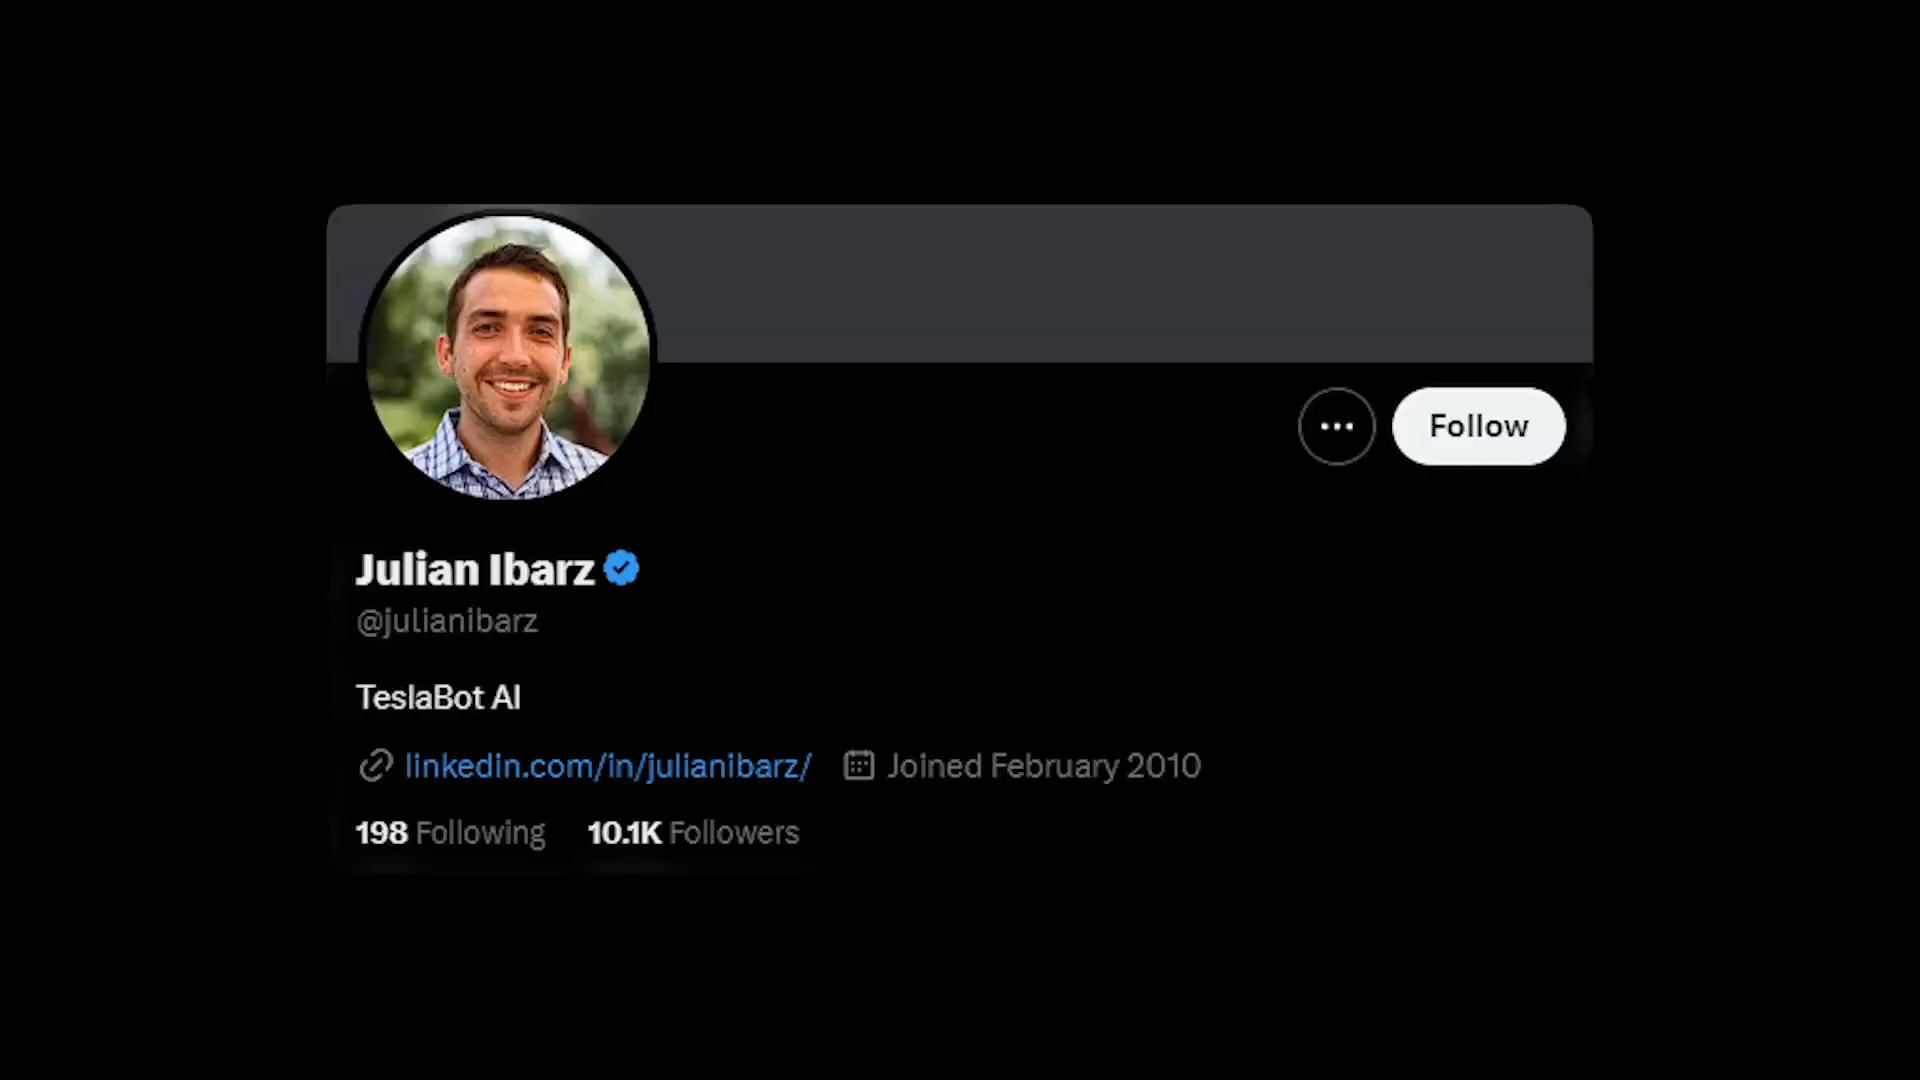 Follow
Julian Ibarz
@julianibarz
TeslaBot AI
linkedin.com/in/julianibarz/ Joined February 2010
198 Following 10.1K Followers